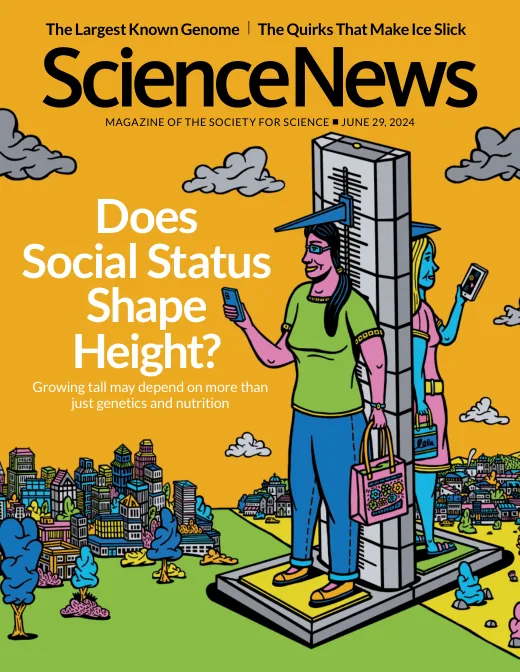 The Largest Known Genome | The Quirks That Make Ice Slick
ScienceNews
MAGAZINE OF THE SOCIETY FOR SCIENCE ■ JUNE 29, 2024
Does
Social Status
Shape
Height?
Growing tall may depend on more than
just genetics and nutrition